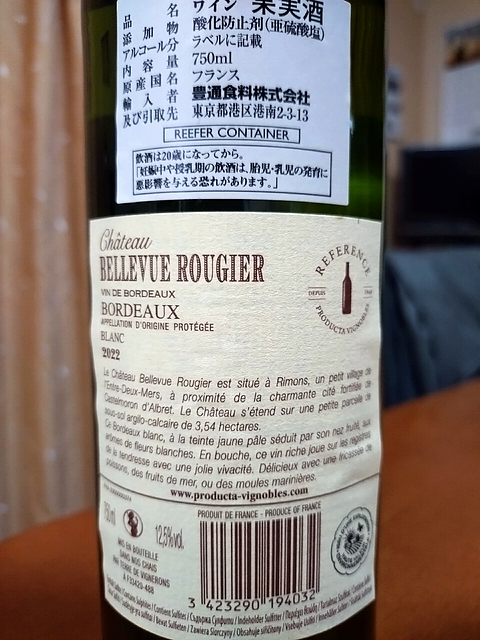 品名 ワイン 果実酒
添加物 酸化防止剤(亜硫酸塩)
アルコール分 ラベルに記載
内容量 750ml
原産国名 フランス
輸入者 豊通食料株式会社
及び引取先 東京都港区港南2-3-13
REEFER CONTAINER
飲酒は20歳になってから。
「妊娠中や授乳期の飲酒は、胎児・乳児の発育に
悪影響を与える恐れがあります。」
Château
BELLEVUE ROUGIER
VIN DE BORDEAUX
BORDEAUX
APPELLATION D'ORIGINE PROTÉGÉE
BLANC
2022
REFERENCE
DEPUIS
PRODUCTA VIGNOBLES
Le Château Bellevue Rougier est situé à Rimons, un petit village de
l'Entre-Deux-Mers, à proximité de la charmante cité fortifiée de
Castelmoron d'Albret. Le Château s'étend sur une petite parcelle de
sous-sol argilo-calcaire de 3,54 hectares.
Ce Bordeaux blanc, à la teinte jaune pâle séduit par son nez fruité, aux
arômes de fleurs blanches. En bouche, ce vin riche joue sur les registres
de la tendresse avec une jolie vivacité. Délicieux avec une fricassée de
poissons, des fruits de mer, ou des moules marinières.
www.producta-vignobles.com
PRODUIT DE FRANCE - PRODUCE OF FRANCE
750ml
12,5%vol.
MIS EN BOUTEILLE
DANS NOS CHAIS
PAR TERRE DE VIGNERONS
À F33420-488
3 423290 194032